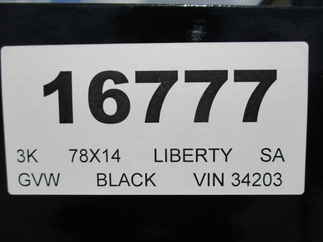 16777
3K 78X14 LIBERTY SA
GVW BLACK VIN 34203